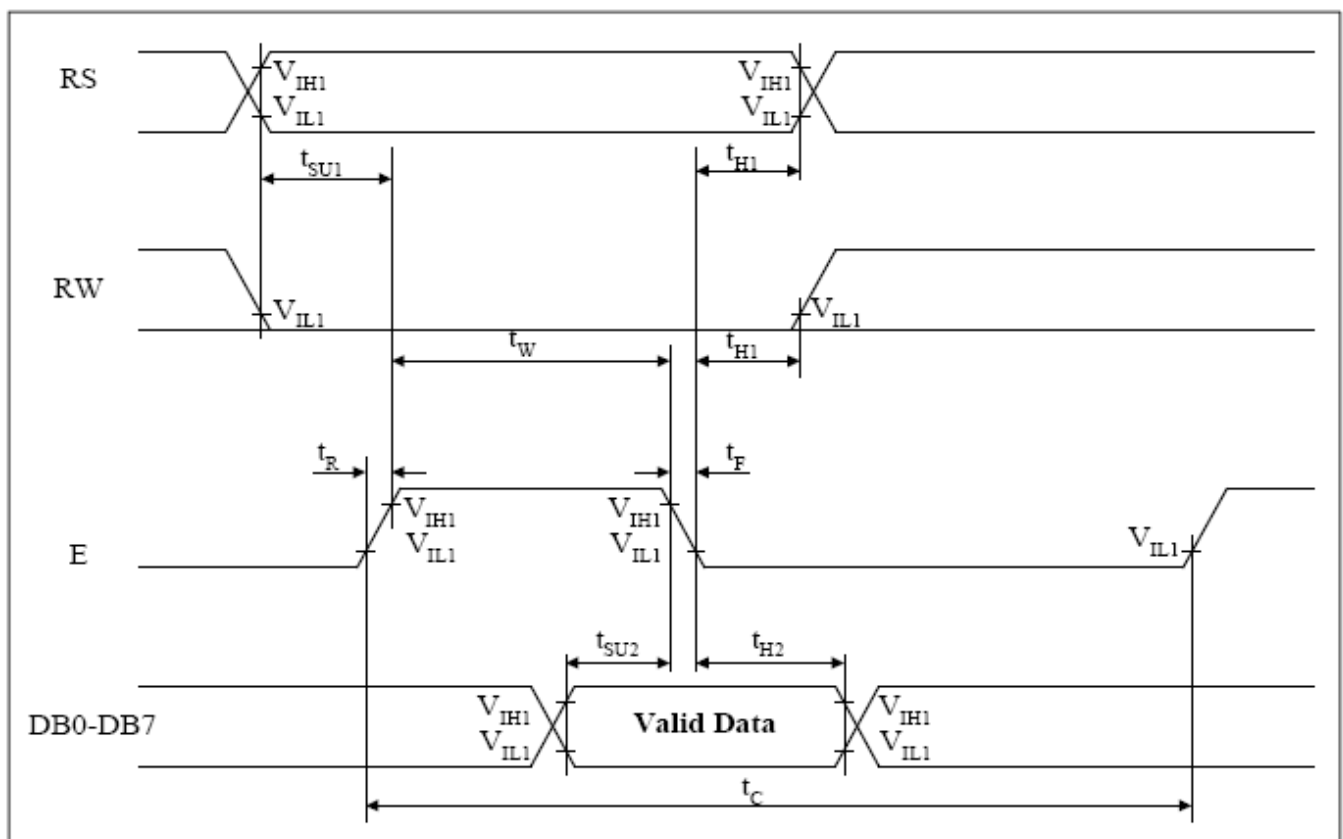 RS
V_IH1
V_IL1
V_IH1
V_IL1
t_SU1
t_H1
RW
V_IL1
V_IL1
t_W
t_H1
t_R
t_F
E
V_IH1
V_IL1
V_IH1
V_IL1
V_IL1
t_SU2
t_H2
DB0-DB7
V_IH1
V_IL1
Valid Data
V_IH1
V_IL1
t_C